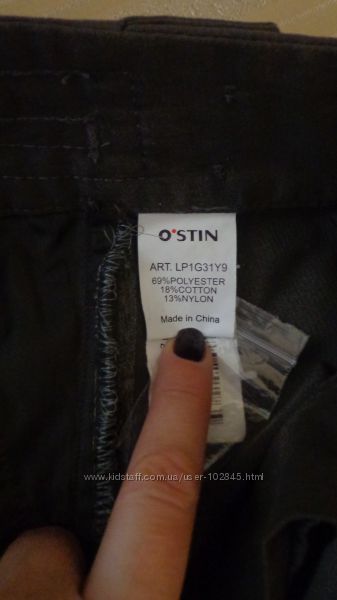 O'STIN
ART. LP1G31Y9
69%POLYESTER
18%COTTON
13%NYLON
Made in China
www.kidstaff.com.ua/user-102845.html